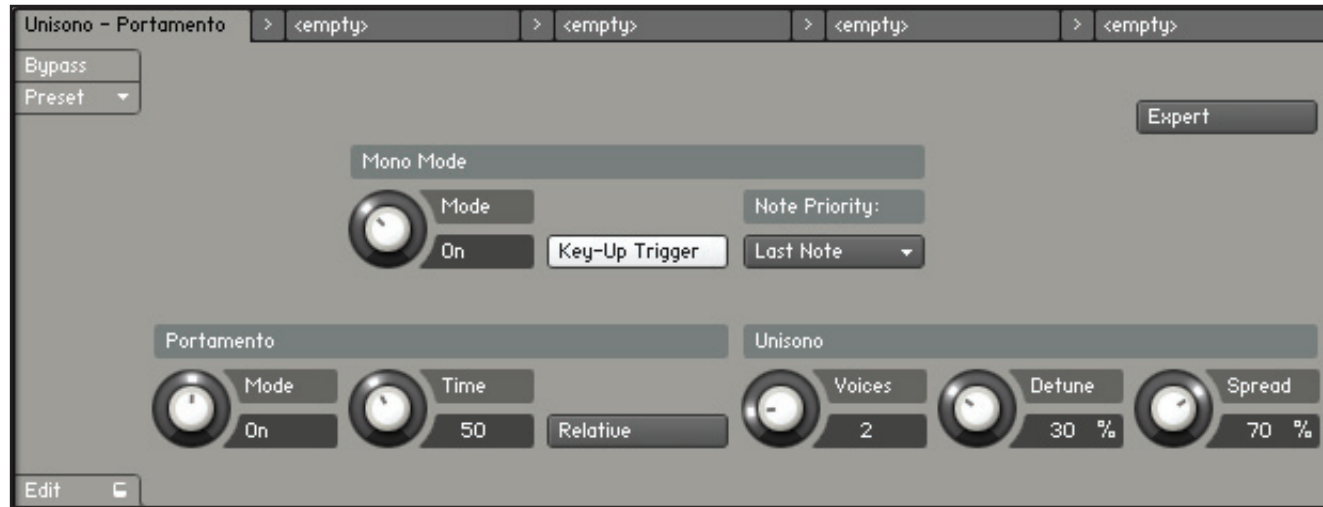 Unisono – Portamento > <empty> > <empty> > <empty> > <empty>
Bypass
Preset
Expert
Mono Mode
Mode Note Priority:
On Key-Up Trigger Last Note
Portamento Unisono
Mode Time Voices Detune Spread
On 50 Relative 2 30 % 70 %
Edit